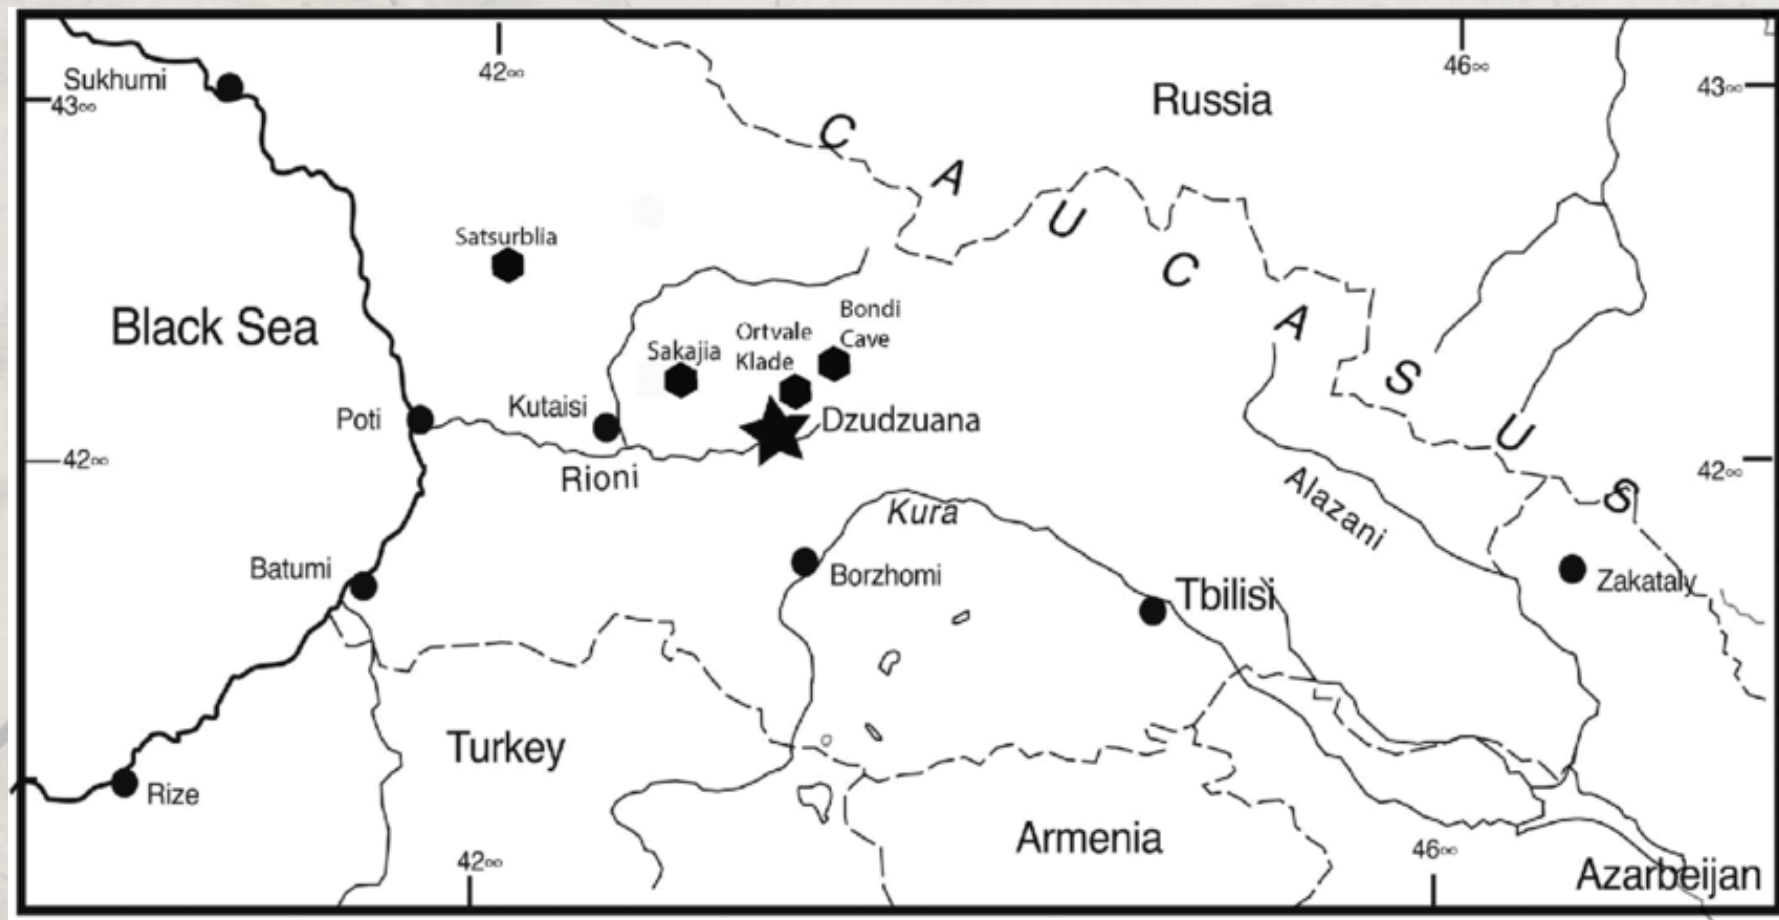 Sukhumi
42∞
46∞
43∞
43∞
Russia
C A U C A S U S
Satsurblia
Black Sea
Bondi
Cave
Ortvale
Klade
Sakajia
Kutaisi
Poti
Dzudzuana
Rioni
42∞
42∞
Alazani
Kura
Batumi
Borzhomi
Tbilisi
Zakataly
Turkey
Rize
Armenia
42∞
46∞
Azarbeijan